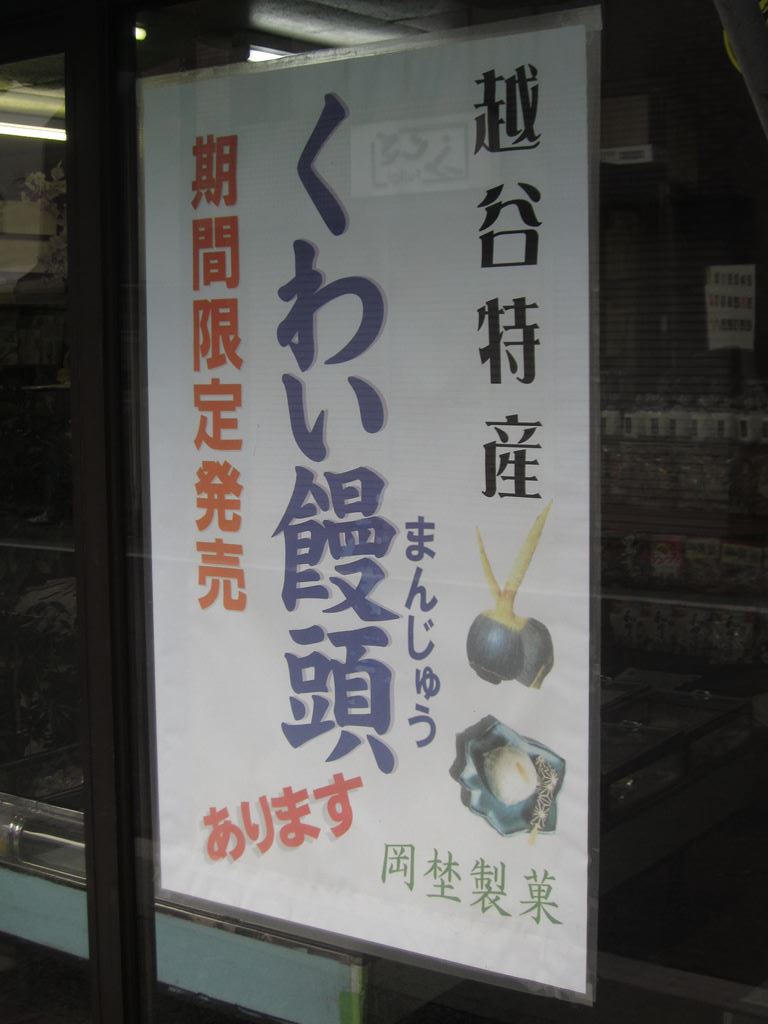 越谷特産
くわい饅頭
まんじゅう
期間限定発売
あります
岡埜製菓